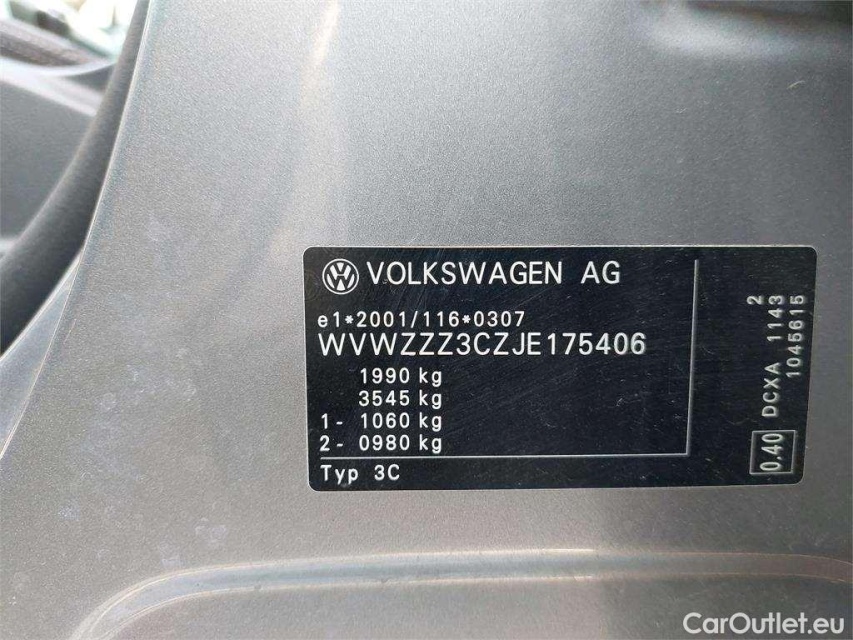 VOLKSWAGEN AG
e1*2001/116*0307
WVWZZZ3CZJE175406
1990 kg
3545 kg
1- 1060 kg
2- 0980 kg
Typ 3C
0.40 DCXA 1143 2
1045615
CarOutlet.eu